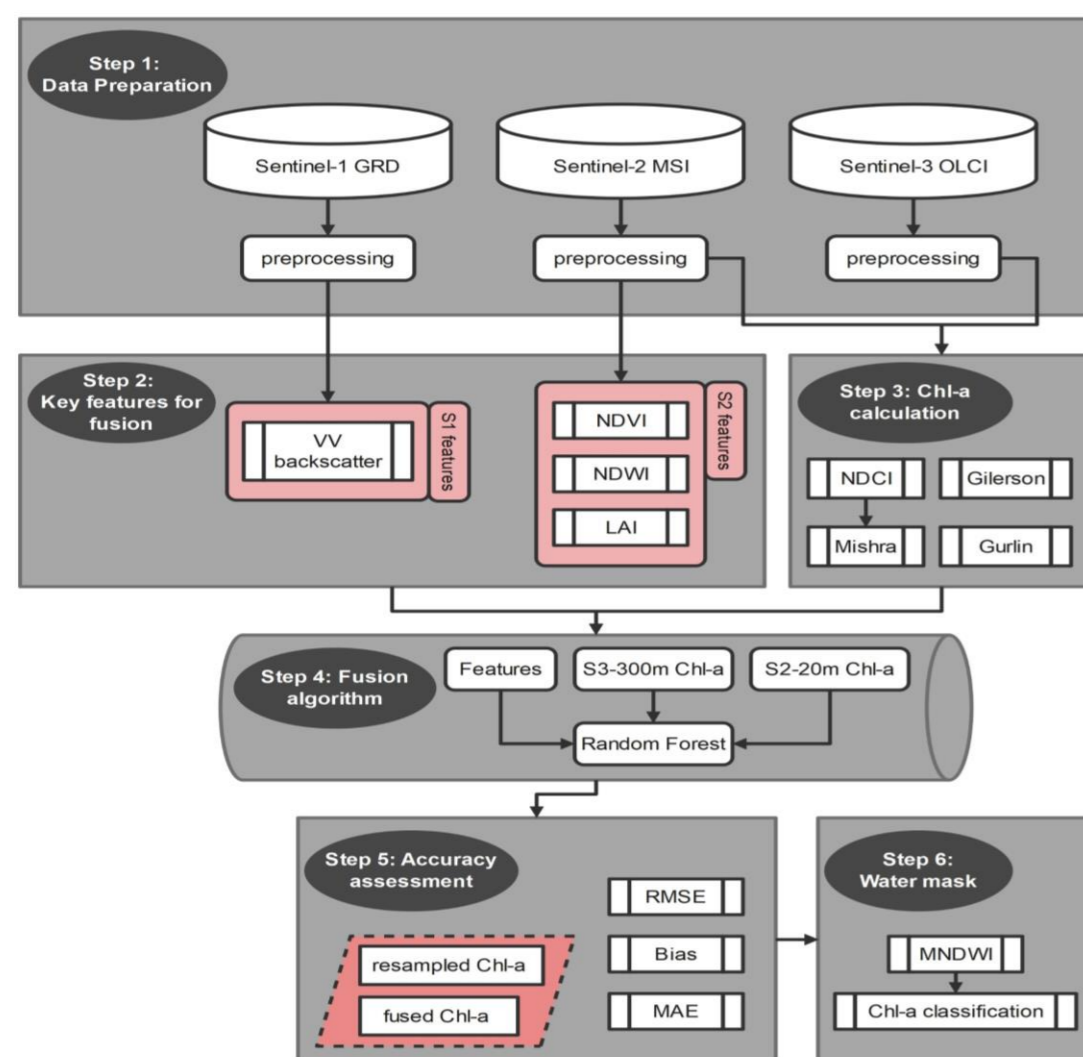 Step 1:
Data Preparation
Sentinel-1 GRD
Sentinel-2 MSI
Sentinel-3 OLCI
preprocessing
preprocessing
preprocessing
Step 2:
Key features for
fusion
VV
backscatter
S1 features
NDVI
NDWI
LAI
S2 features
Step 3: Chl-a
calculation
NDCI
Gilerson
Mishra
Gurlin
Step 4: Fusion
algorithm
Features
S3-300m Chl-a
S2-20m Chl-a
Random Forest
Step 5: Accuracy
assessment
resampled Chl-a
fused Chl-a
RMSE
Bias
MAE
Step 6:
Water mask
MNDWI
Chl-a classification